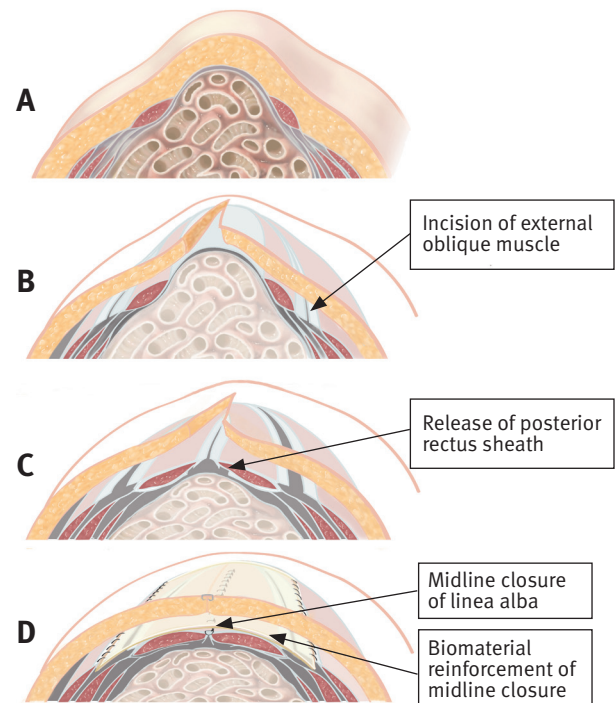 A
B
Incision of external
oblique muscle
C
Release of posterior
rectus sheath
D
Midline closure
of linea alba
Biomaterial
reinforcement of
midline closure